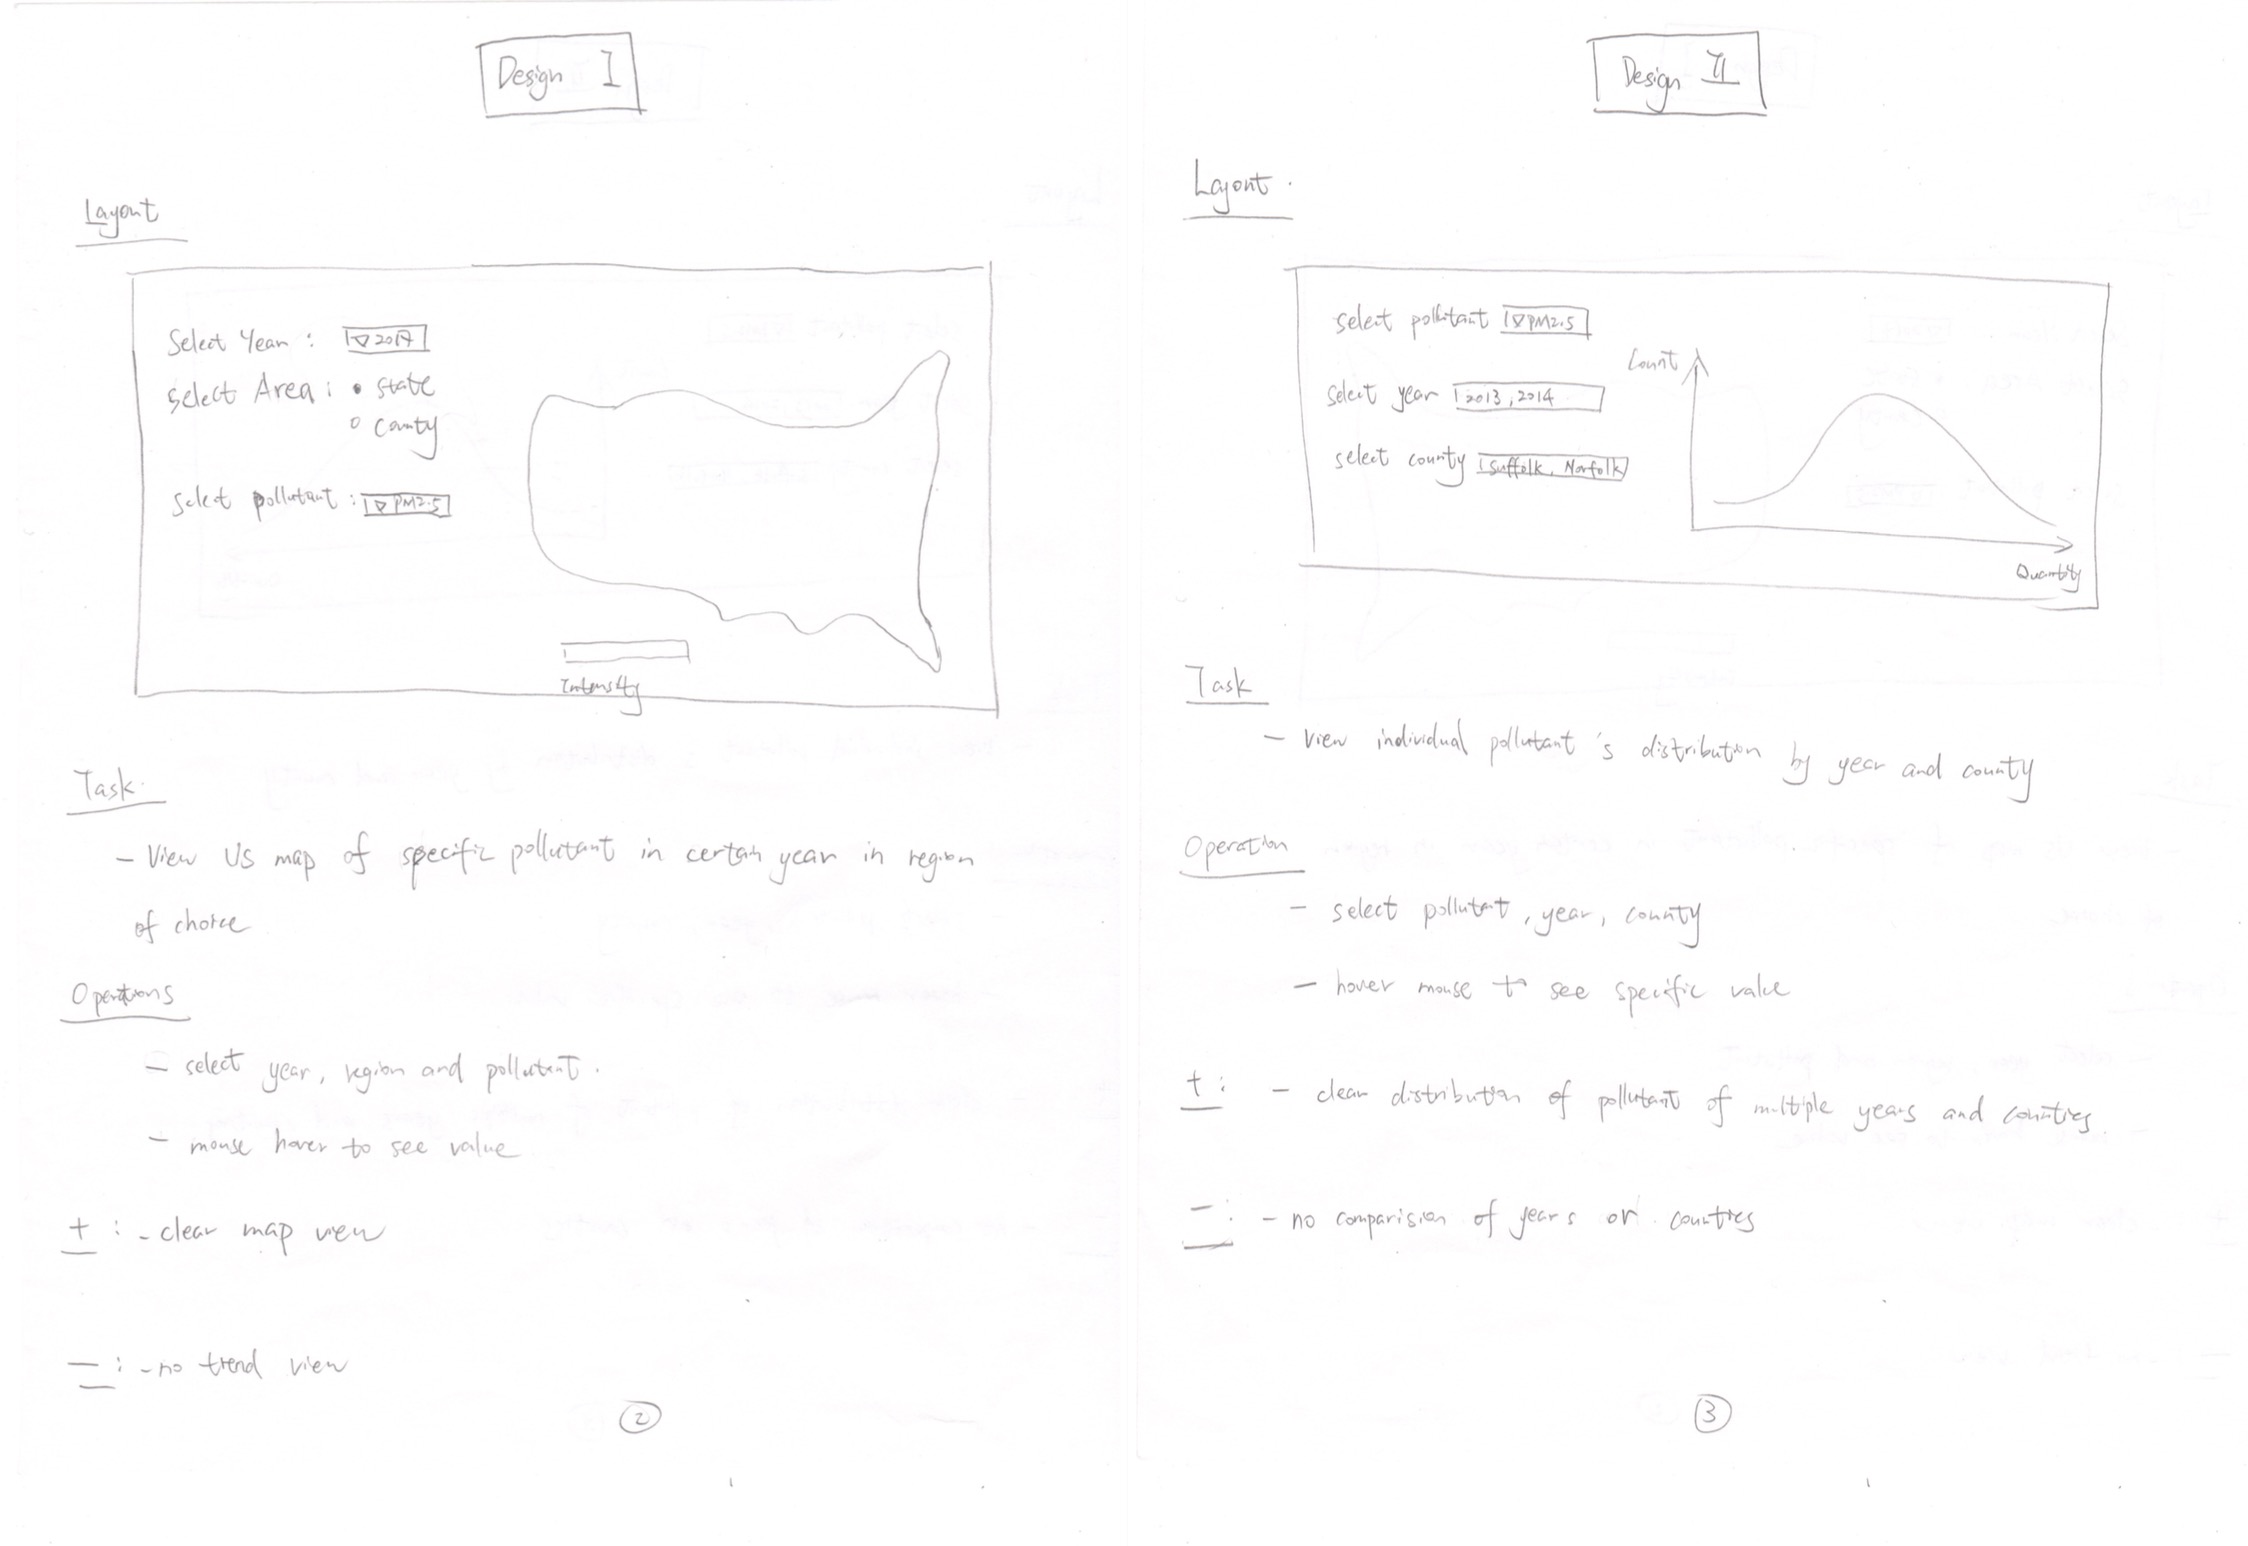 Design I
Layout
Select Year : 2017
Select Area : • state
county
Select pollutant : PM2.5
Intensity
Task.
- View US map of specific pollutant in certain year in region
of choice
Operations
- select year, region and pollutant.
- mouse hover to see value
+ : - clear map view
- : - no trend view
2
Design II
Layout.
select pollutant PM2.5
select year 2013, 2014
select county Suffolk, Norfolk
Count
Quantity
Task
- View individual pollutant's distribution by year and county
Operation
- select pollutant, year, county
- hover mouse to see specific value
+ : - clear distribution of pollutant of multiple years and counties.
- : - no comparision of years or counties
3